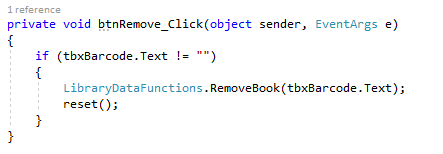 1 reference
private void btnRemove_Click(object sender, EventArgs e)
{
    if (tbxBarcode.Text != "")
    {
        LibraryDataFunctions.RemoveBook(tbxBarcode.Text);
        reset();
    }
}